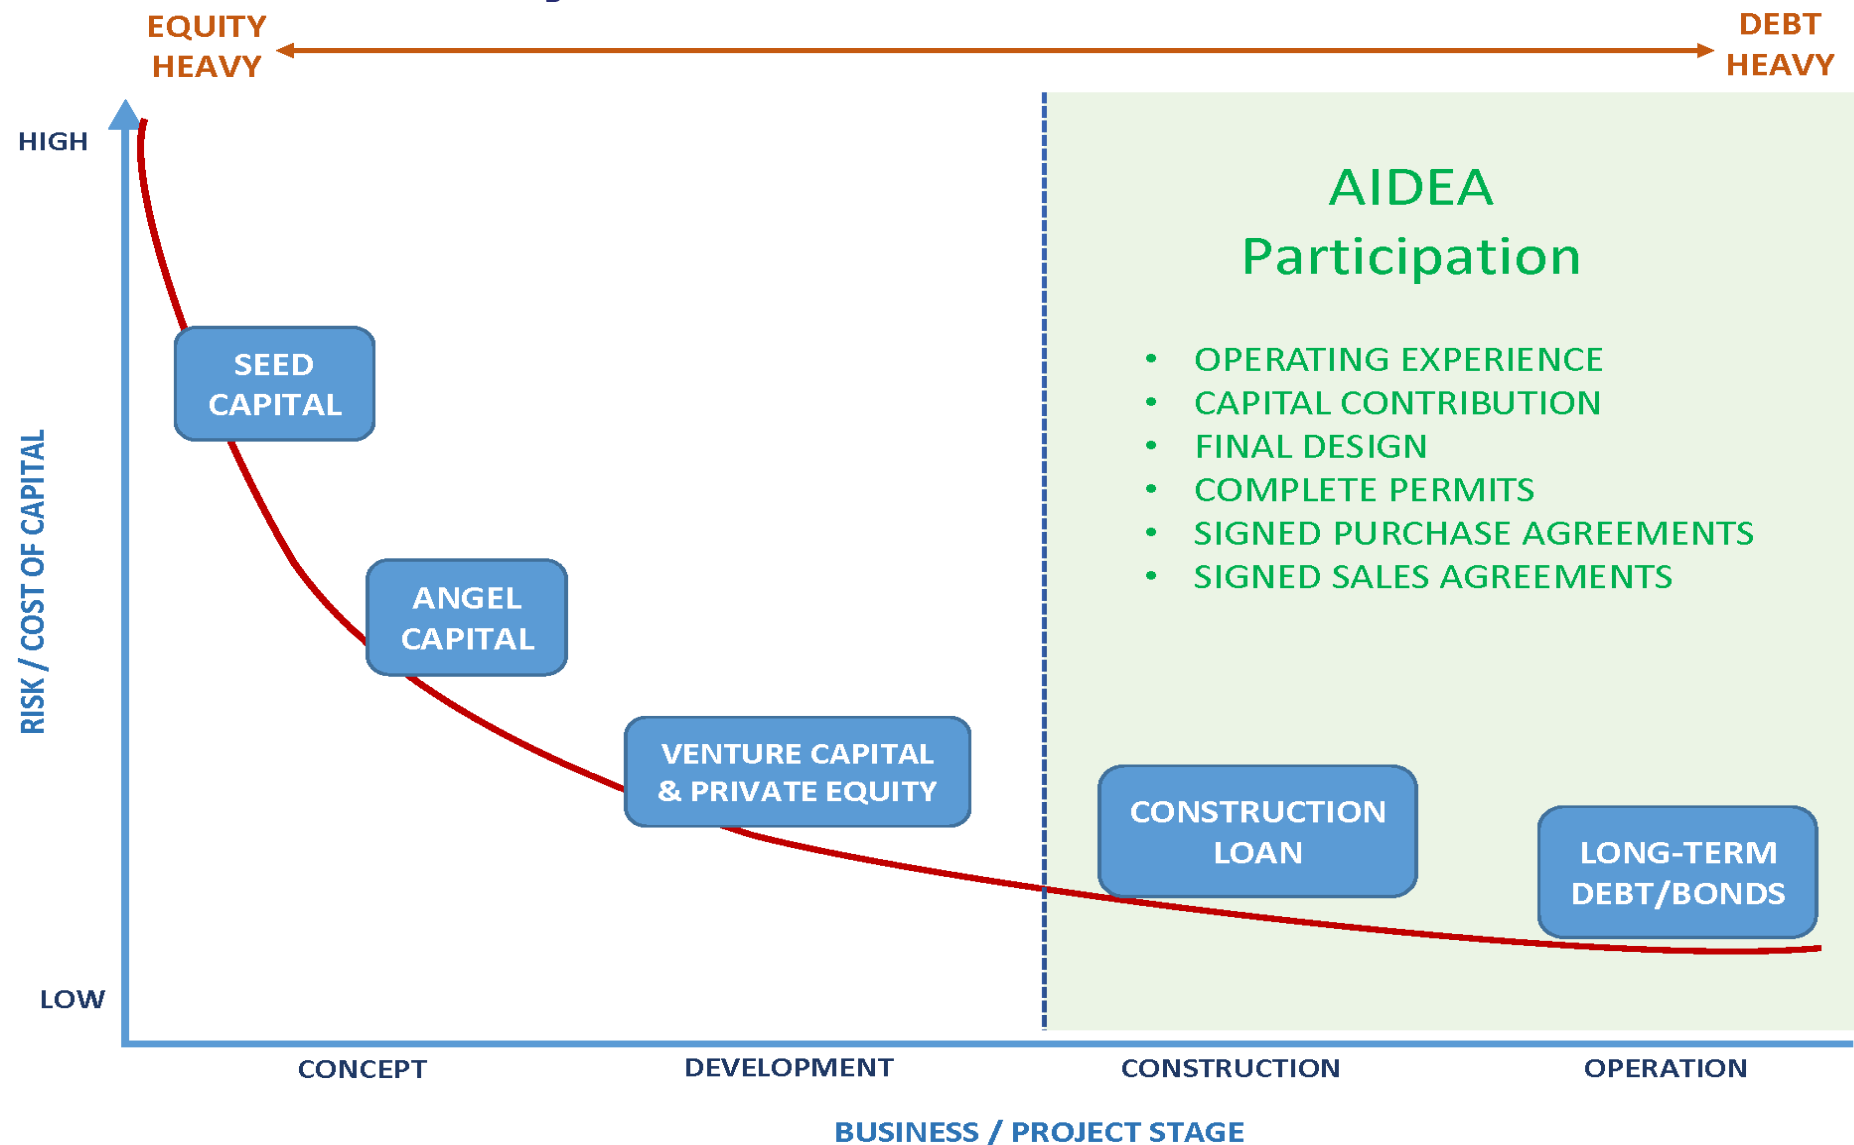 EQUITY
HEAVY
DEBT
HEAVY
HIGH
AIDEA
Participation
• OPERATING EXPERIENCE
• CAPITAL CONTRIBUTION
• FINAL DESIGN
• COMPLETE PERMITS
• SIGNED PURCHASE AGREEMENTS
• SIGNED SALES AGREEMENTS
SEED
CAPITAL
ANGEL
CAPITAL
VENTURE CAPITAL
& PRIVATE EQUITY
CONSTRUCTION
LOAN
LONG-TERM
DEBT/BONDS
RISK / COST OF CAPITAL
LOW
CONCEPT
DEVELOPMENT
CONSTRUCTION
OPERATION
BUSINESS / PROJECT STAGE